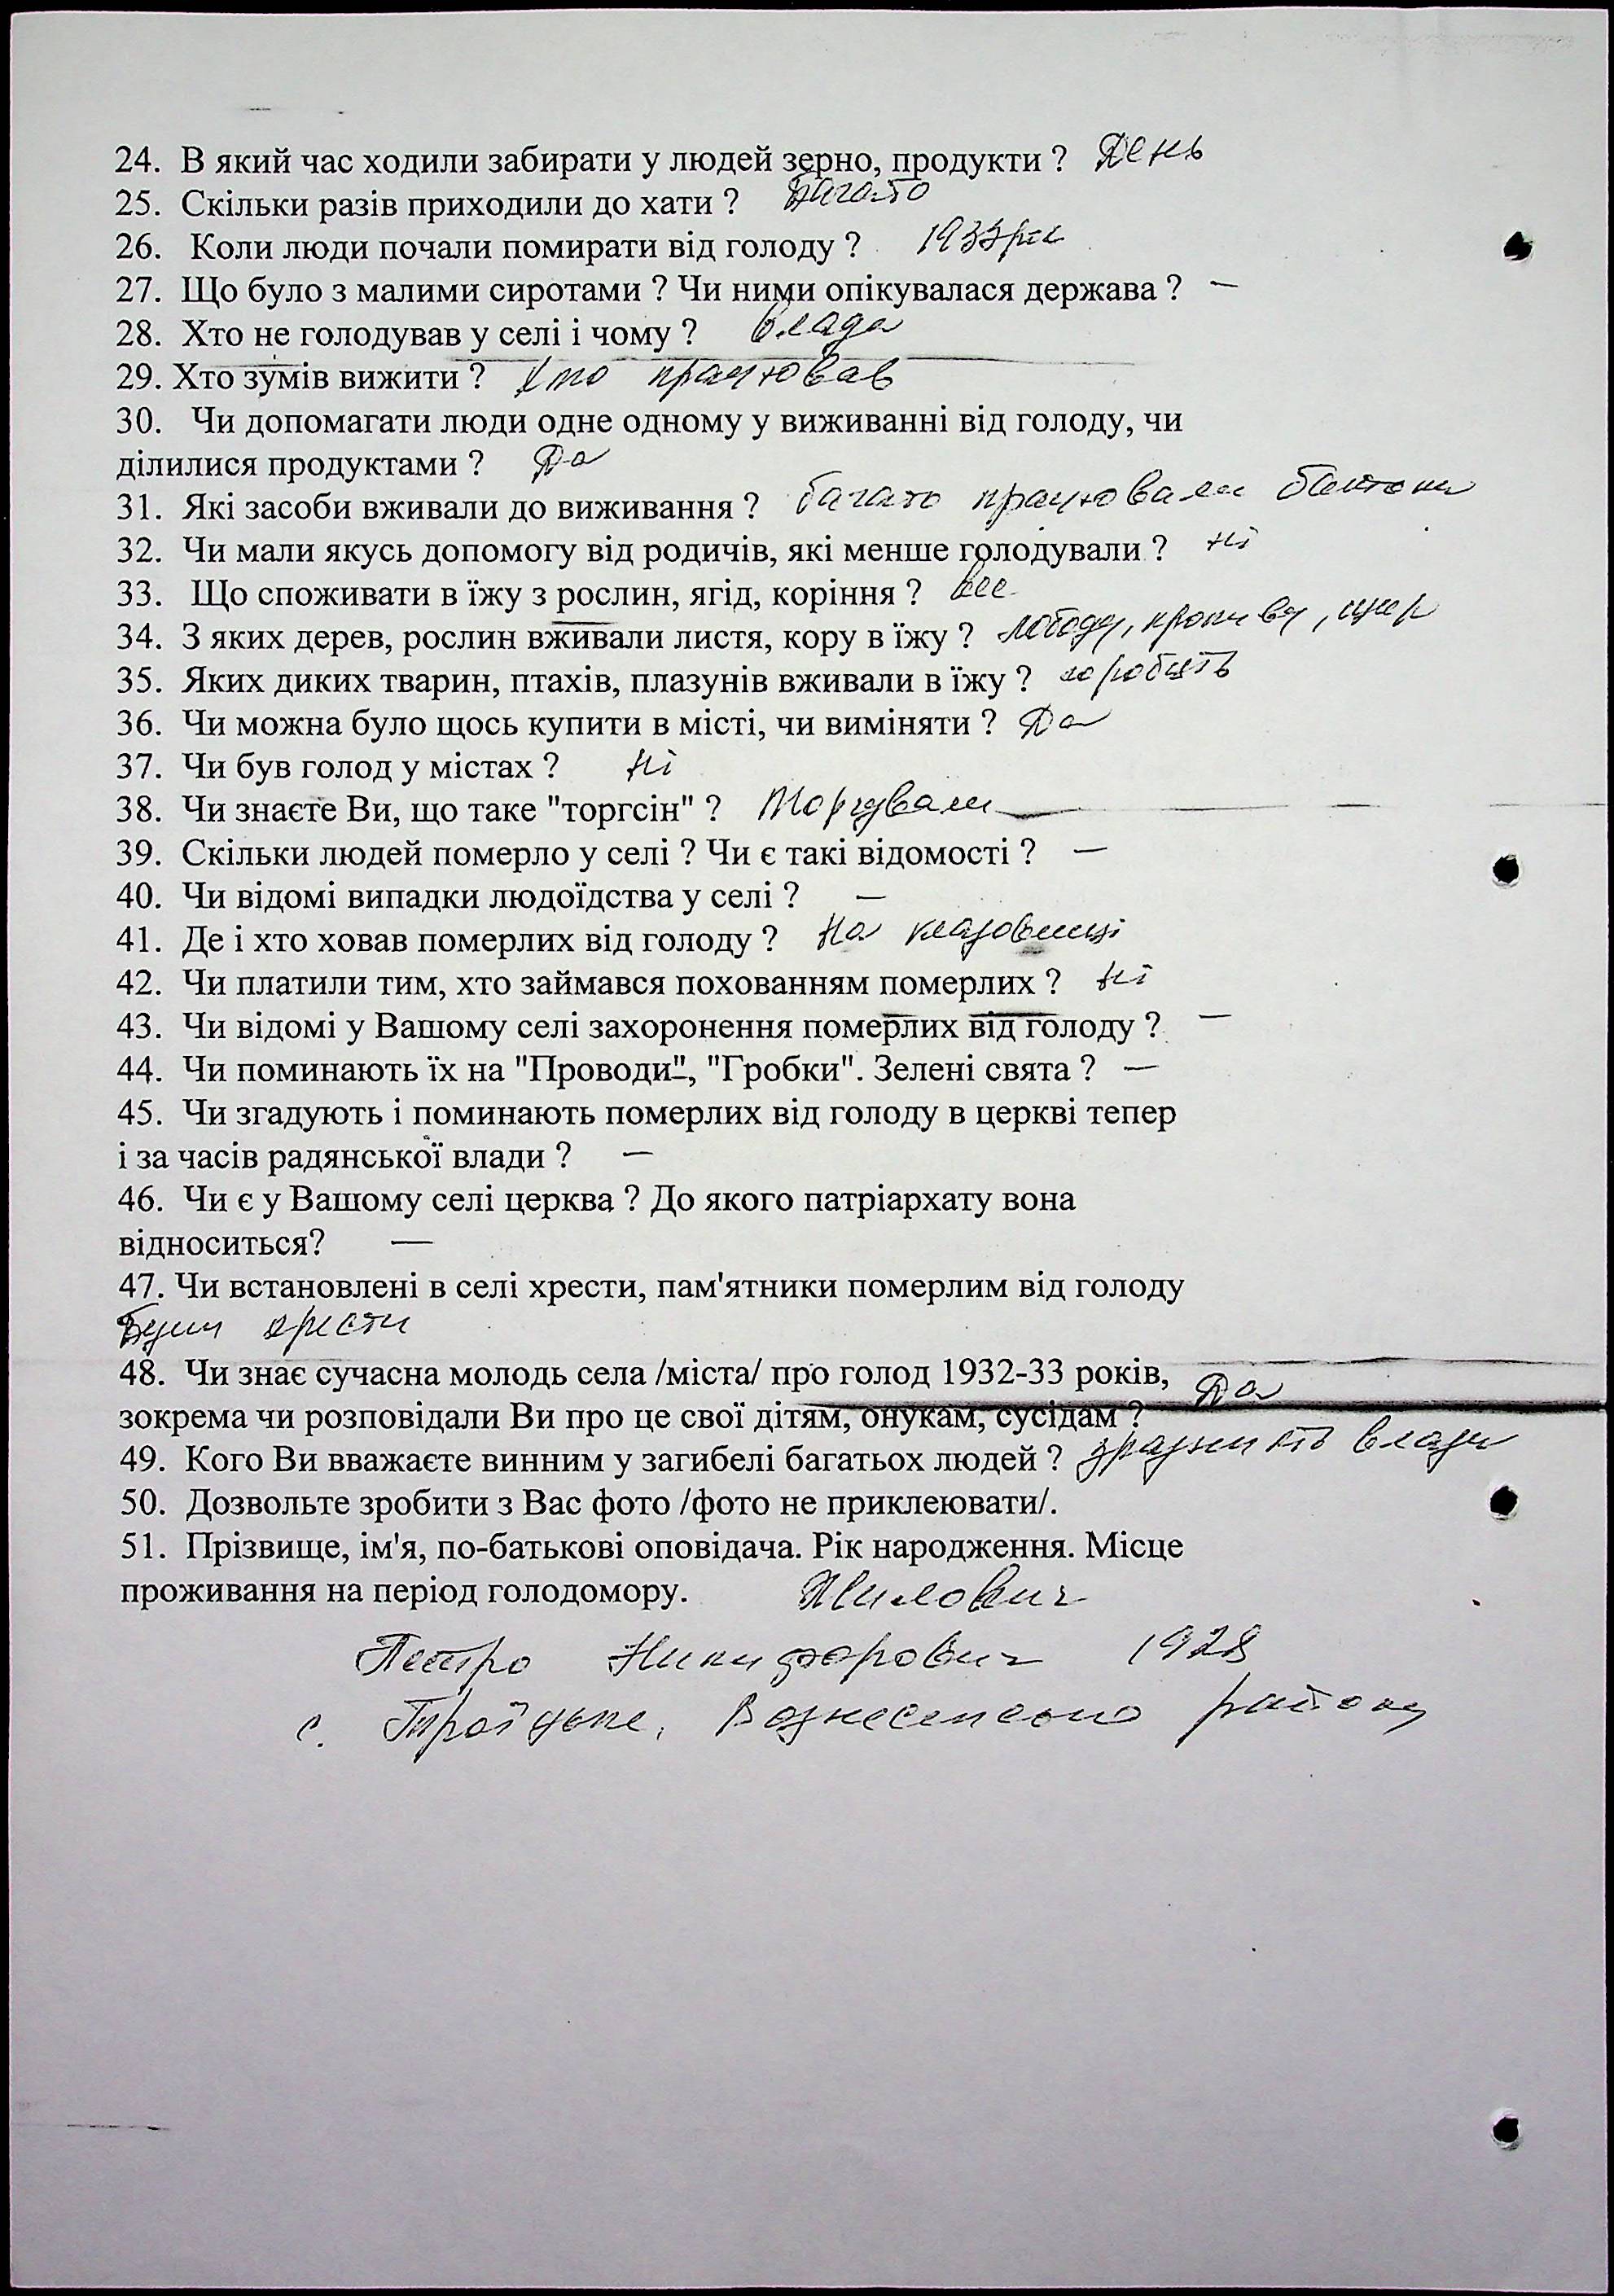 24. В який час ходили забирати у людей зерно, продукти ? День
25. Скільки разів приходили до хати ? Багато
26. Коли люди почали помирати від голоду ? 1933
27. Що було з малими сиротами ? Чи ними опікувалася держава ? —
28. Хто не голодував у селі і чому ? Влада
29. Хто зумів вижити ? Хто працював
30. Чи допомагати люди одне одному у виживанні від голоду, чи
ділилися продуктами ? Да
31. Які засоби вживали до виживання ? багато працювали
32. Чи мали якусь допомогу від родичів, які менше голодували ? Ні
33. Що споживати в їжу з рослин, ягід, коріння ? Все
34. З яких дерев, рослин вживали листя, кору в їжу ? лободу, кропиву,
35. Яких диких тварин, птахів, плазунів вживали в їжу ?
36. Чи можна було щось купити в місті, чи виміняти ? Да
37. Чи був голод у містах ? Ні
38. Чи знаєте Ви, що таке "торгсін" ? Торгували
39. Скільки людей померло у селі ? Чи є такі відомості ? —
40. Чи відомі випадки людоїдства у селі ? —
41. Де і хто ховав померлих від голоду ? На кладовищі
42. Чи платили тим, хто займався похованням померлих ? Ні
43. Чи відомі у Вашому селі захоронення померлих від голоду ? —
44. Чи поминають їх на "Проводи", "Гробки". Зелені свята ? —
45. Чи згадують і поминають померлих від голоду в церкві тепер
і за часів радянської влади ? —
46. Чи є у Вашому селі церква ? До якого патріархату вона
відноситься? —
47. Чи встановлені в селі хрести, пам'ятники померлим від голоду
хрести
48. Чи знає сучасна молодь села /міста/ про голод 1932-33 років,
зокрема чи розповідали Ви про це свої дітям, онукам, сусідам ? Да
49. Кого Ви вважаєте винним у загибелі багатьох людей ? влади
50. Дозвольте зробити з Вас фото /фото не приклеювати/.
51. Прізвище, ім'я, по-батькові оповідача. Рік народження. Місце
проживання на період голодомору.
Петро Никифорович 1928
с. Троїцьке, району